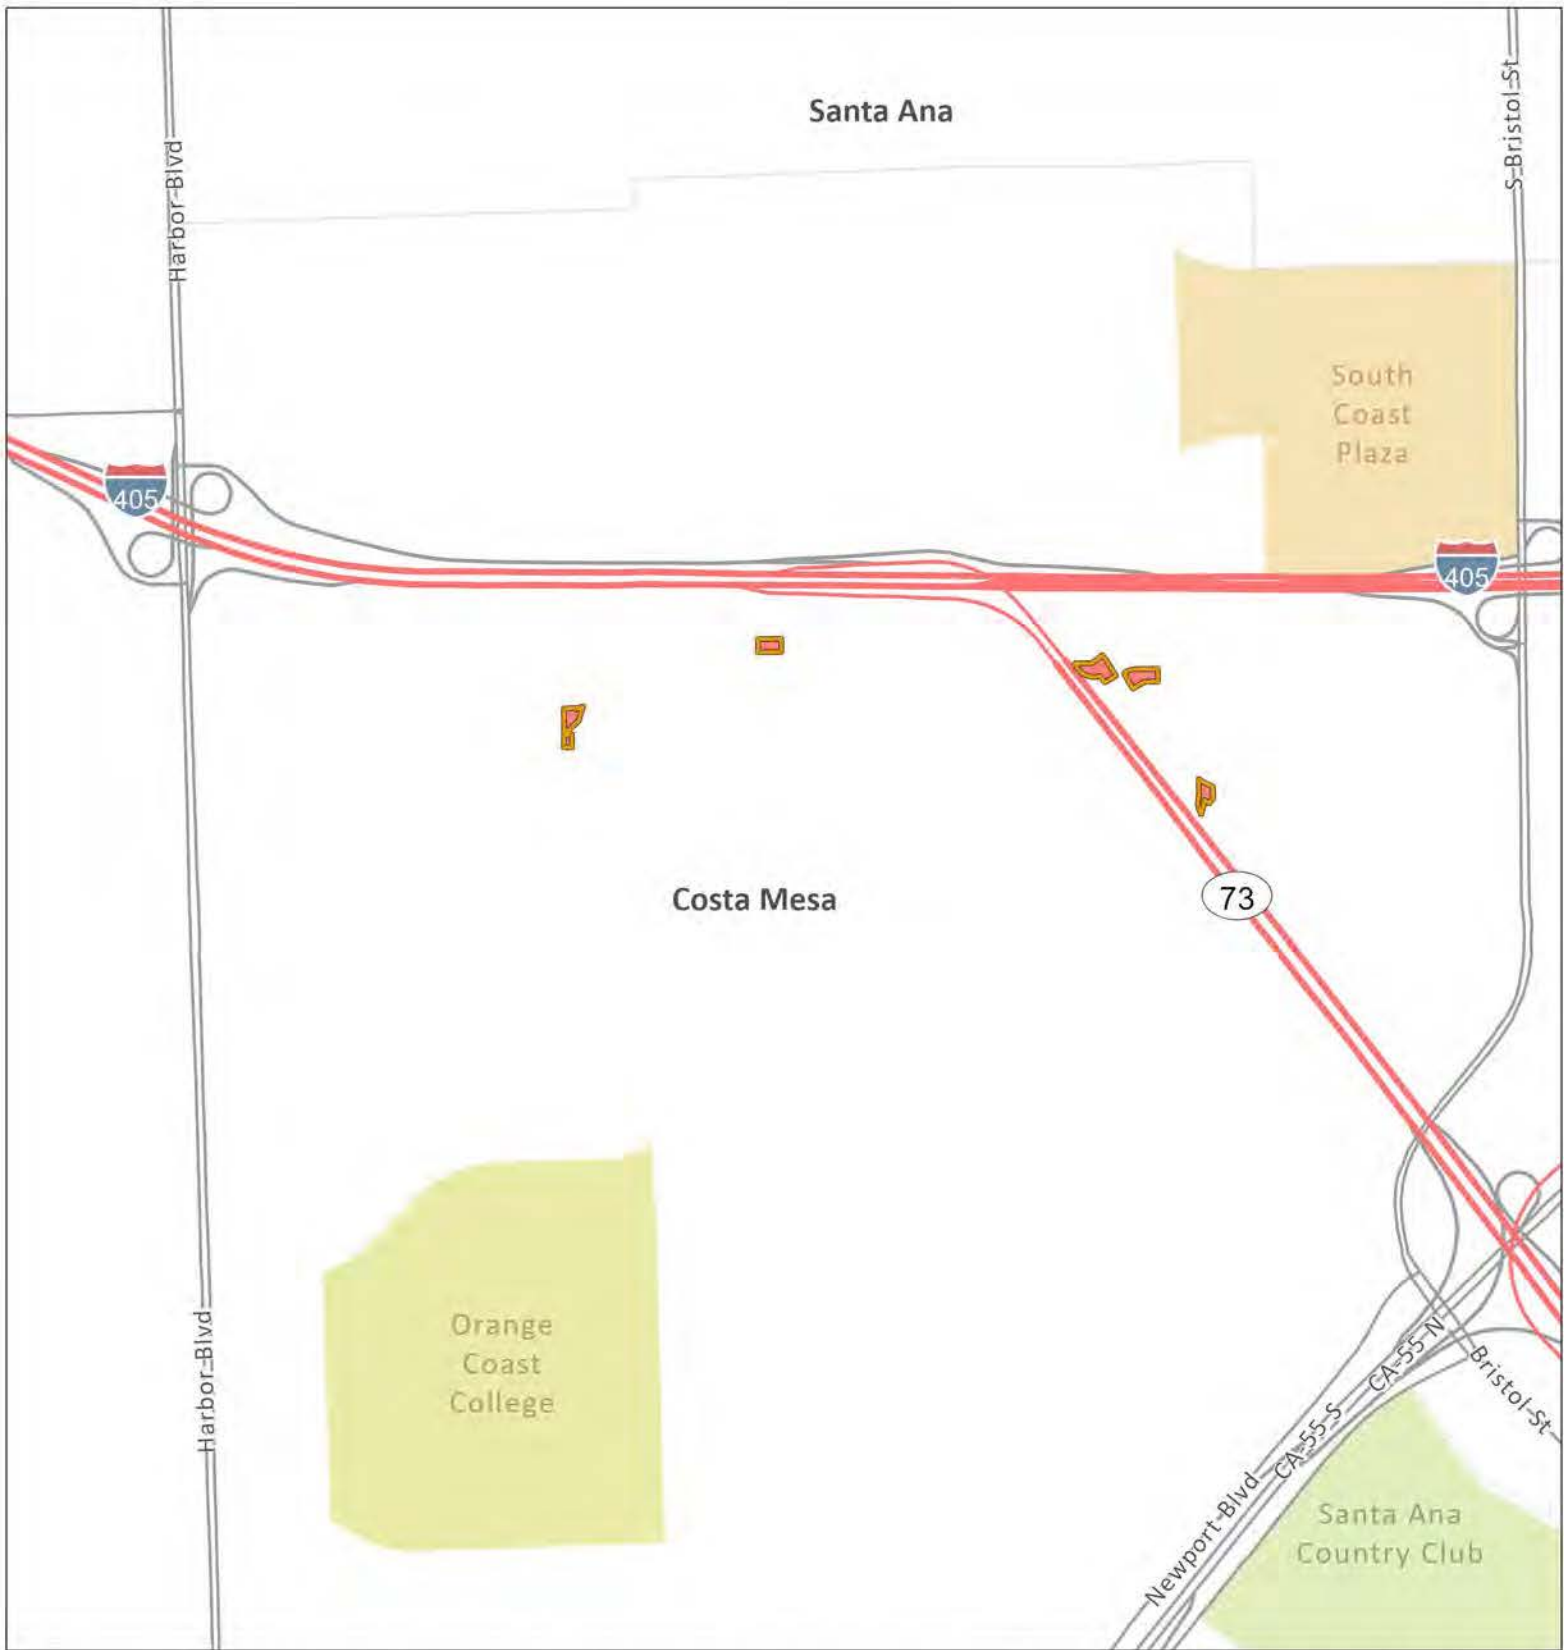 Santa Ana
S-Bristol-St
Harbor-Blvd
South
Coast
Plaza
405
405
73
Costa Mesa
Orange
Coast
College
Harbor-Blvd
CA-55-N
Bristol-St
CA-55-S
Newport-Blvd
Santa Ana
Country Club